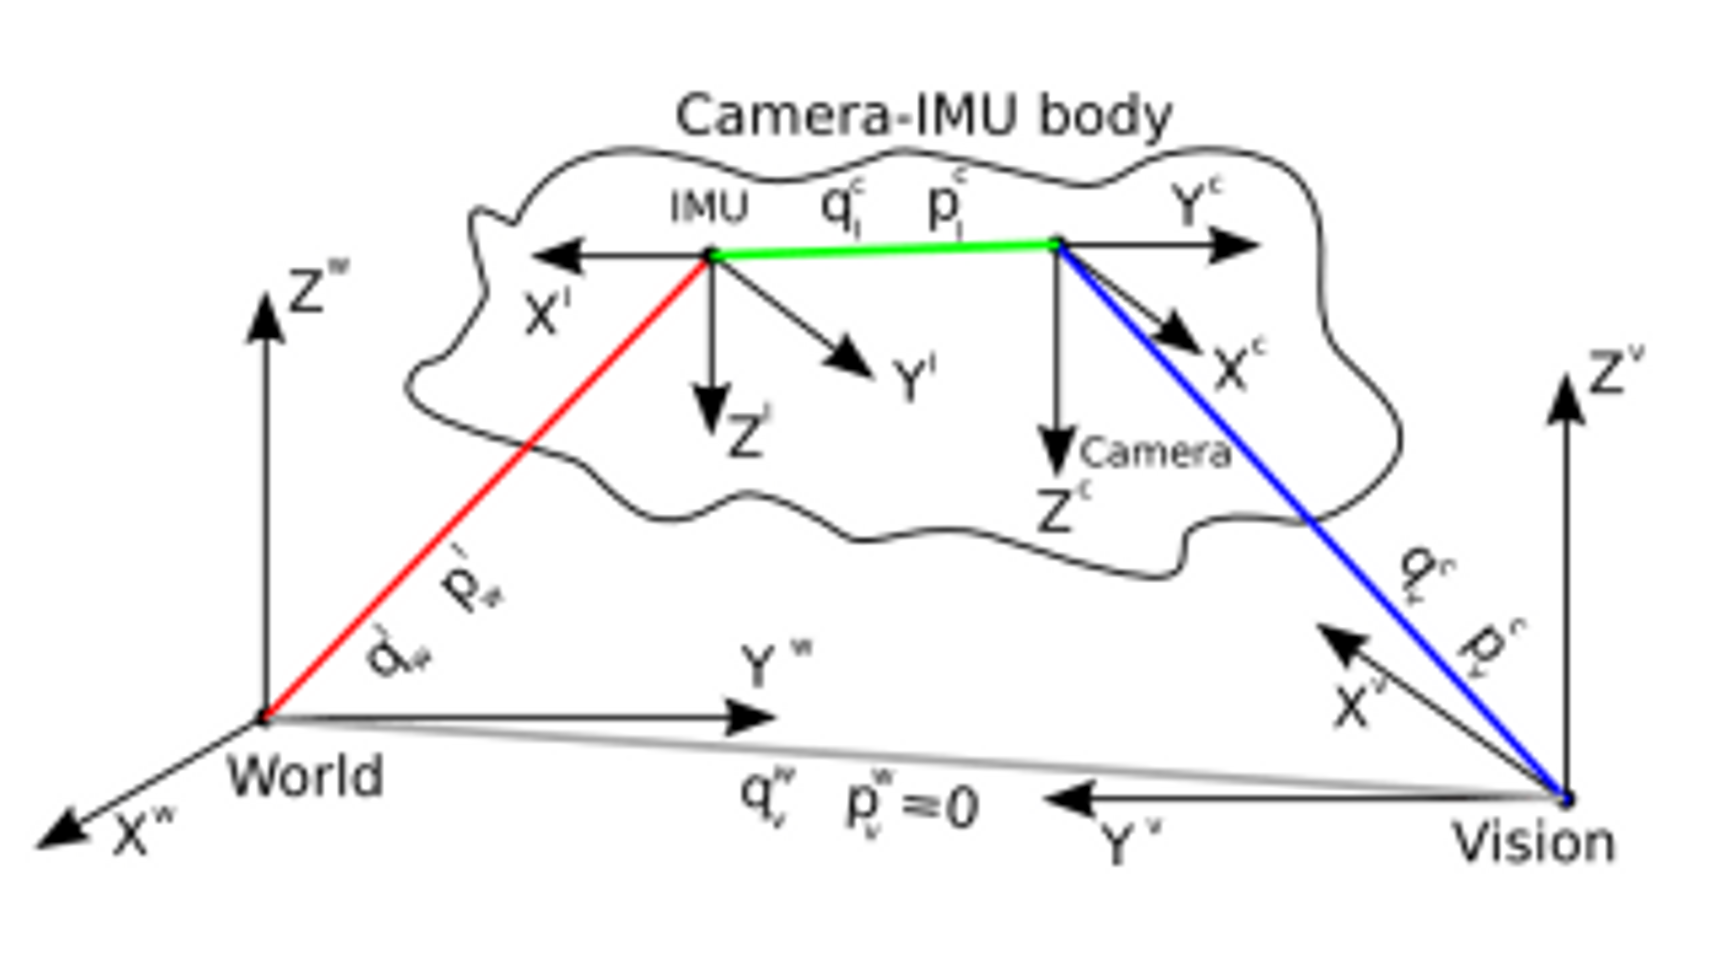 Camera-IMU body
IMU
q_I^c p_I^c
Y^c
Z^w
X^I
Y^I
X^c
Z^v
Z^I
Camera
Z^c
q_v^c
p_v^c
p_w^I
q_w^I
Y^w
X^v
World
q_v^w p_v^w=0
X^w
Y^v
Vision